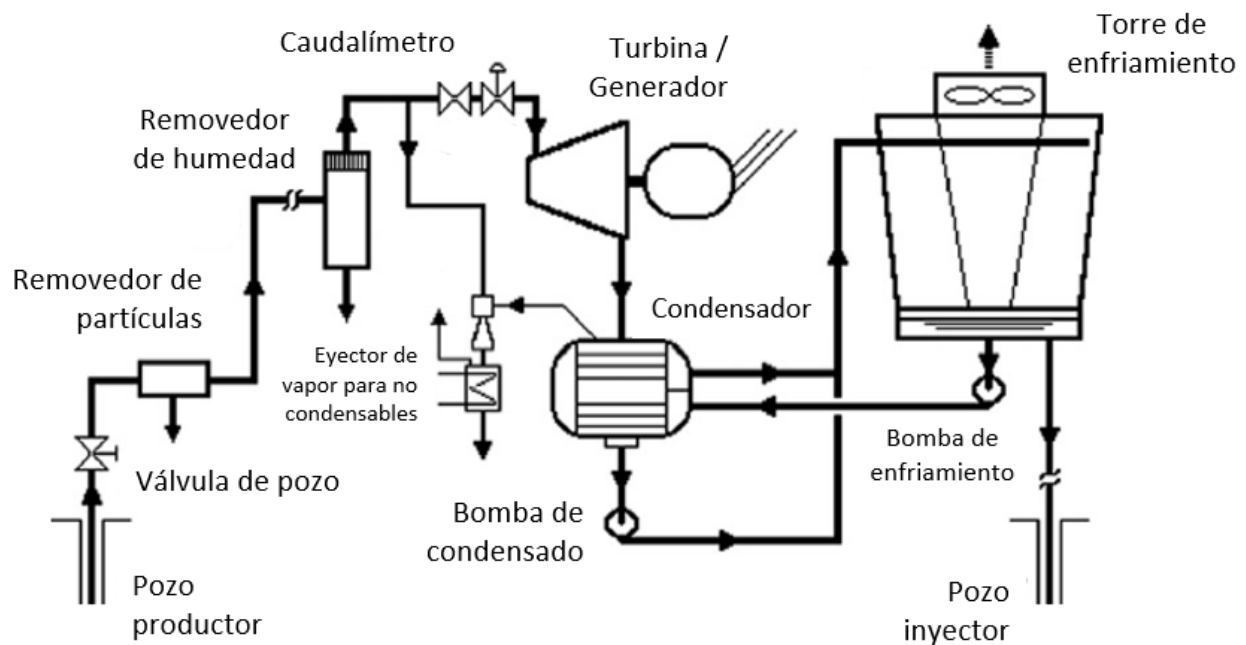 Caudalímetro
Turbina /
Generador
Torre de
enfriamiento
Removedor
de humedad
Removedor de
partículas
Eyector de
vapor para no
condensables
Condensador
Válvula de pozo
Bomba de
enfriamiento
Bomba de
condensado
Pozo
productor
Pozo
inyector